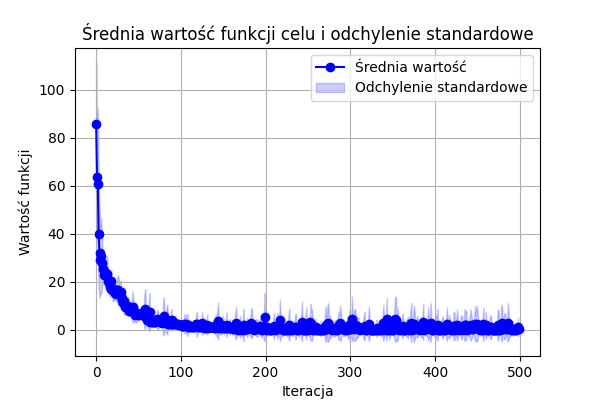 Średnia wartość funkcji celu i odchylenie standardowe
Średnia wartość
Odchylenie standardowe
Wartość funkcji
100
80
60
40
20
0
0 100 200 300 400 500
Iteracja